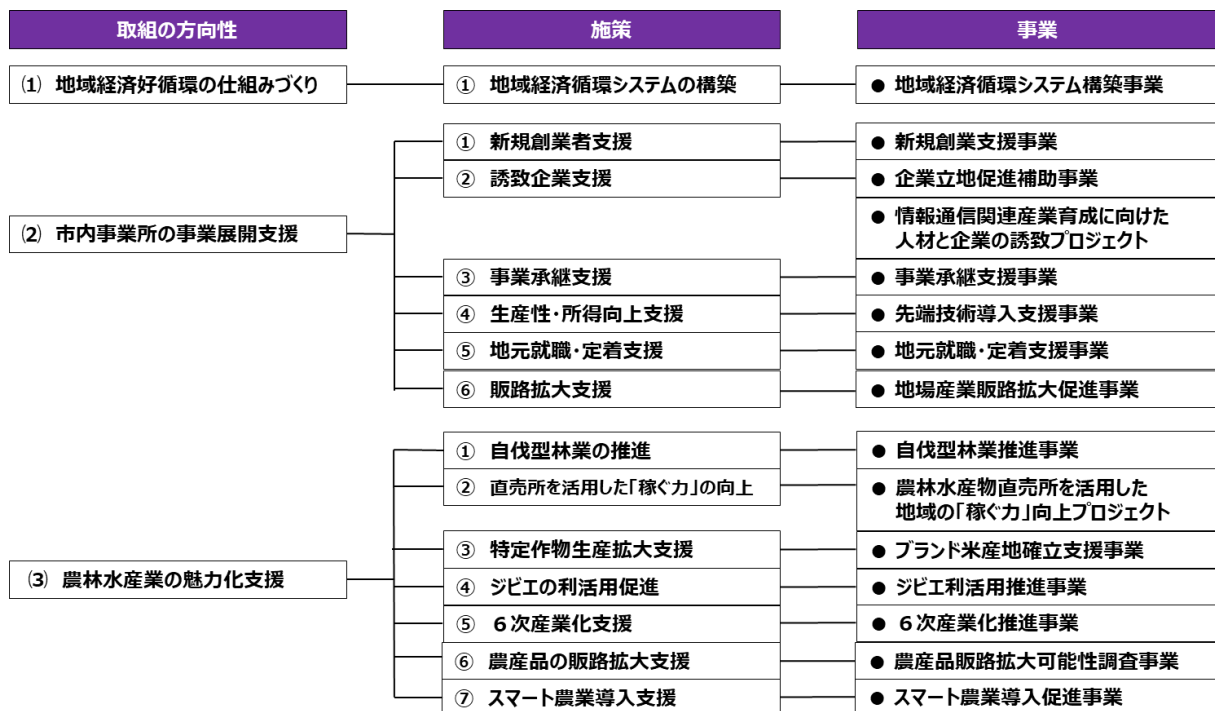 取組の方向性
施策
事業
⑴ 地域経済好循環の仕組みづくり
① 地域経済循環システムの構築
● 地域経済循環システム構築事業
⑵ 市内事業所の事業展開支援
① 新規創業者支援
● 新規創業支援事業
② 誘致企業支援
● 企業立地促進補助事業
● 情報通信関連産業育成に向けた
人材と企業の誘致プロジェクト
③ 事業承継支援
● 事業承継支援事業
④ 生産性・所得向上支援
● 先端技術導入支援事業
⑤ 地元就職・定着支援
● 地元就職・定着支援事業
⑥ 販路拡大支援
● 地場産業販路拡大促進事業
⑶ 農林水産業の魅力化支援
① 自伐型林業の推進
● 自伐型林業推進事業
② 直売所を活用した「稼ぐ力」の向上
● 農林水産物直売所を活用した
地域の「稼ぐ力」向上プロジェクト
③ 特定作物生産拡大支援
● ブランド米産地確立支援事業
④ ジビエの利活用促進
● ジビエ利活用推進事業
⑤ 6次産業化支援
● 6次産業化推進事業
⑥ 農産品の販路拡大支援
● 農産品販路拡大可能性調査事業
⑦ スマート農業導入支援
● スマート農業導入促進事業